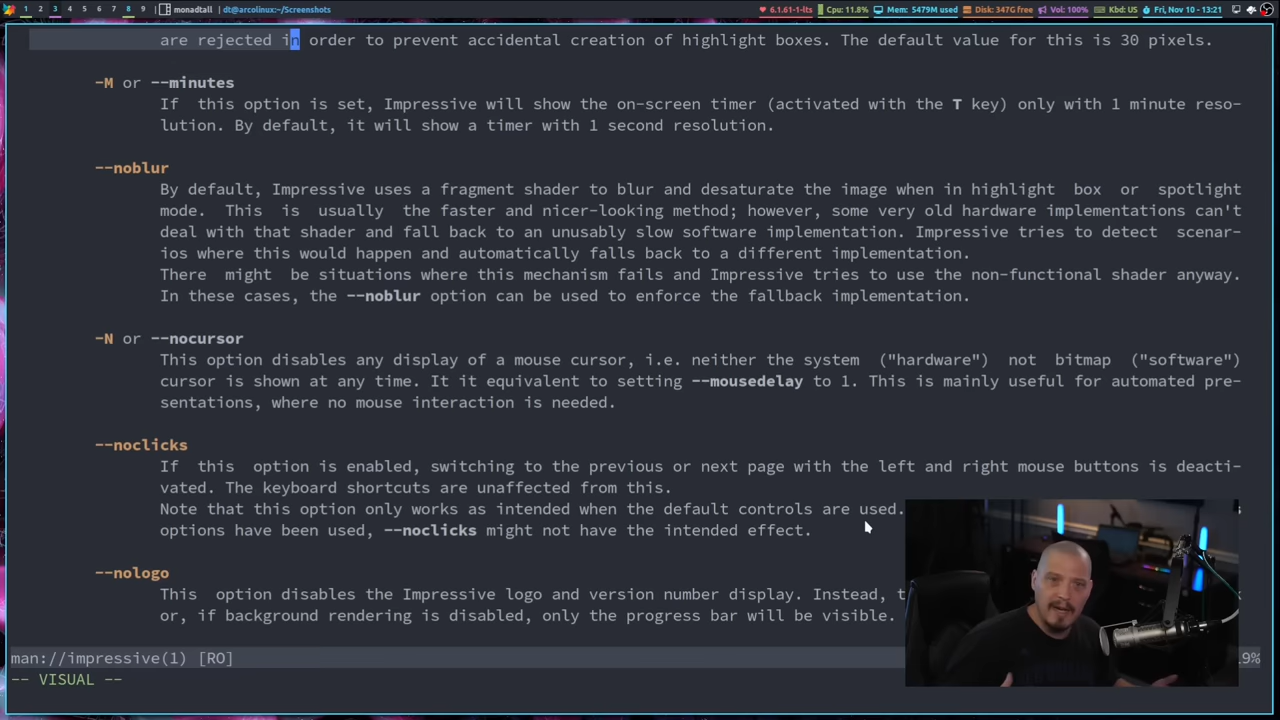 1 2 3 4 5 6 7 8 9 monadtall dt@arcolinux:~/Screenshots 6.1.61-1-lts Cpu: 11.8% Mem: 5479M used Disk: 347G free Vol: 100% Kbd: US Fri, Nov 10 - 13:21
are rejected in order to prevent accidental creation of highlight boxes. The default value for this is 30 pixels.
-M or --minutes
If this option is set, Impressive will show the on-screen timer (activated with the T key) only with 1 minute reso-
lution. By default, it will show a timer with 1 second resolution.
--noblur
By default, Impressive uses a fragment shader to blur and desaturate the image when in highlight box or spotlight
mode. This is usually the faster and nicer-looking method; however, some very old hardware implementations can't
deal with that shader and fall back to an unusably slow software implementation. Impressive tries to detect scenar-
ios where this would happen and automatically falls back to a different implementation.
There might be situations where this mechanism fails and Impressive tries to use the non-functional shader anyway.
In these cases, the --noblur option can be used to enforce the fallback implementation.
-N or --nocursor
This option disables any display of a mouse cursor, i.e. neither the system ("hardware") not bitmap ("software")
cursor is shown at any time. It it equivalent to setting --mousedelay to 1. This is mainly useful for automated pre-
sentations, where no mouse interaction is needed.
--noclicks
If this option is enabled, switching to the previous or next page with the left and right mouse buttons is deacti-
vated. The keyboard shortcuts are unaffected from this.
Note that this option only works as intended when the default controls are used.
options have been used, --noclicks might not have the intended effect.
--nologo
This option disables the Impressive logo and version number display. Instead, t
or, if background rendering is disabled, only the progress bar will be visible.
man://impressive(1) [RO] 19%
-- VISUAL --